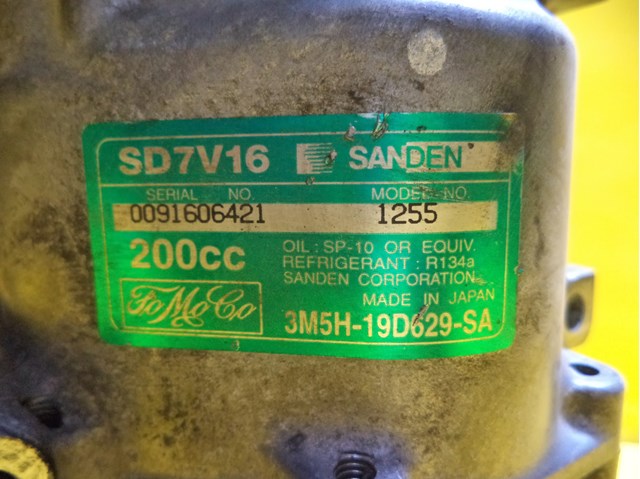 SD7V16 SANDEN
SERIAL NO. MODEL NO.
0091606421 1255
200cc OIL : SP-10 OR EQUIV.
REFRIGERANT : R134a
SANDEN CORPORATION
MADE IN JAPAN
FoMoCo 3M5H-19D629-SA